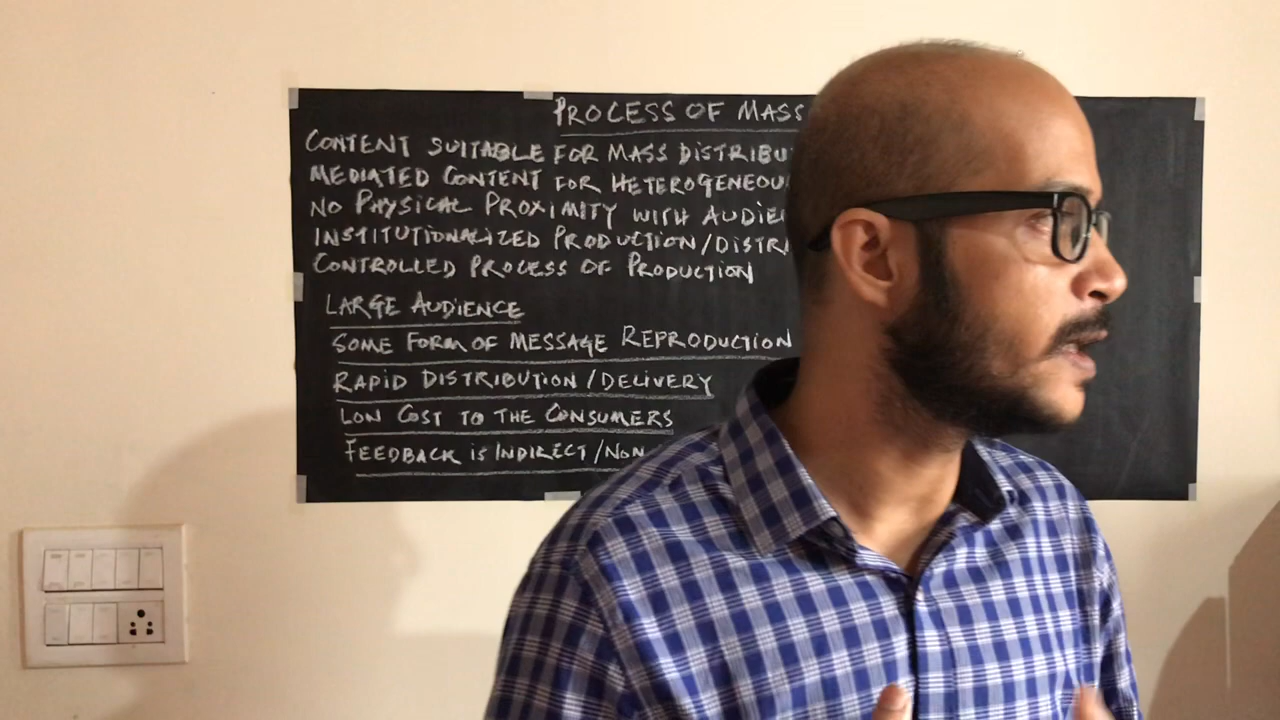 PROCESS OF MASS
CONTENT SUITABLE FOR MASS DISTRIBU
MEDIATED CONTENT FOR HETEROGENEOU
NO PHYSICAL PROXIMITY WITH AUDIE
INSTITUTIONALIZED PRODUCTION/DISTR
CONTROLLED PROCESS OF PRODUCTION
LARGE AUDIENCE
SOME FORM OF MESSAGE REPRODUCTION
RAPID DISTRIBUTION/DELIVERY
LOW COST TO THE CONSUMERS
FEEDBACK IS INDIRECT/NON